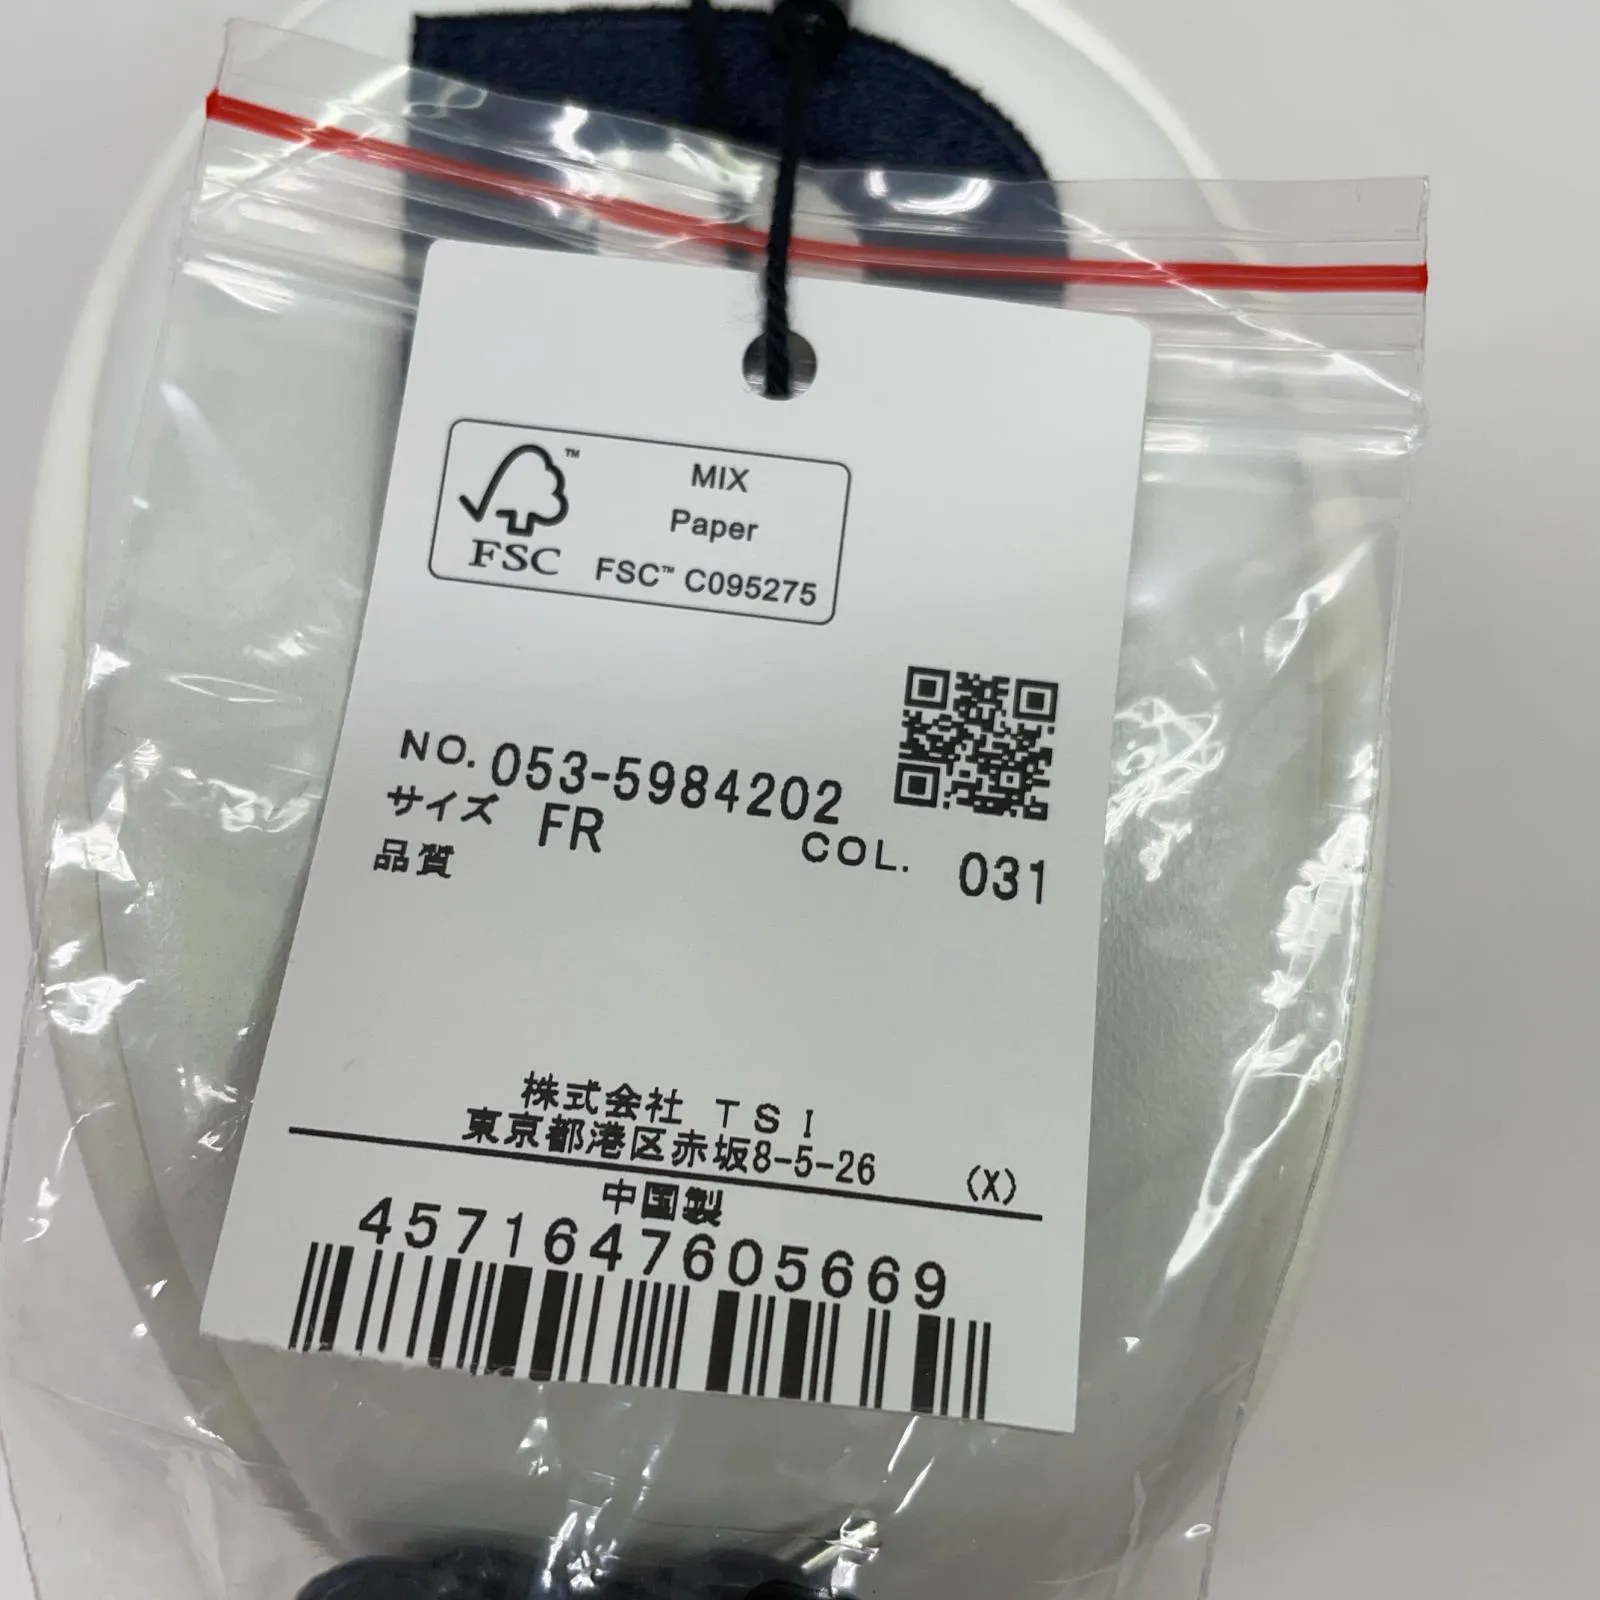 MIX
Paper
FSC™ C095275
™
FSC
NO. 053-5984202
サイズ FR
COL. 031
品質
株式会社 TSI
東京都港区赤坂8-5-26 (X)
中国製
4571647605669